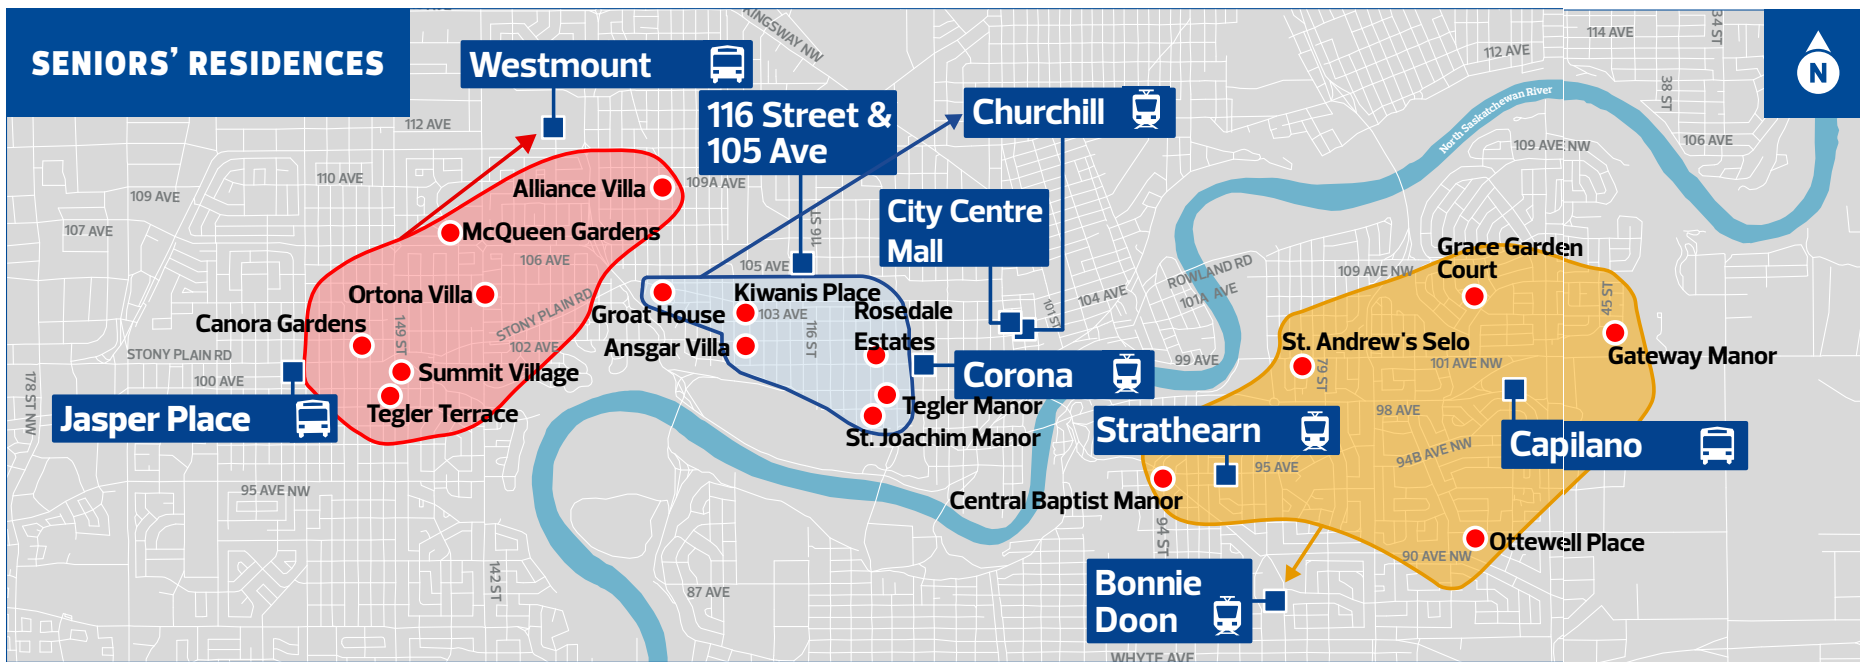 SENIORS' RESIDENCES
Westmount
116 Street &
105 Ave
Churchill
City Centre
Mall
N
KINGSWAY NW
112 AVE
114 AVE
34 ST
38 ST
106 AVE
North Saskatchewan River
109 AVE NW
112 AVE
110 AVE
109 AVE
107 AVE
Alliance Villa
109A AVE
McQueen Gardens
106 AVE
116 ST
105 AVE
Ortona Villa
STONY PLAIN RD
Canora Gardens
149 ST
102 AVE
STONY PLAIN RD
100 AVE
178 ST NW
Summit Village
Tegler Terrace
Jasper Place
95 AVE NW
142 ST
87 AVE
Kiwanis Place
Groat House
103 AVE
Ansgar Villa
116 ST
Rosedale
Estates
Tegler Manor
St. Joachim Manor
Corona
101 ST
104 AVE
ROWLAND RD
101A AVE
99 AVE
Grace Garden
Court
109 AVE NW
45 ST
St. Andrew's Selo
79 ST
101 AVE NW
Gateway Manor
98 AVE
Capilano
Strathearn
95 AVE
94B AVE NW
Central Baptist Manor
94 ST
90 AVE NW
Ottewell Place
Bonnie
Doon
WHYTE AVE